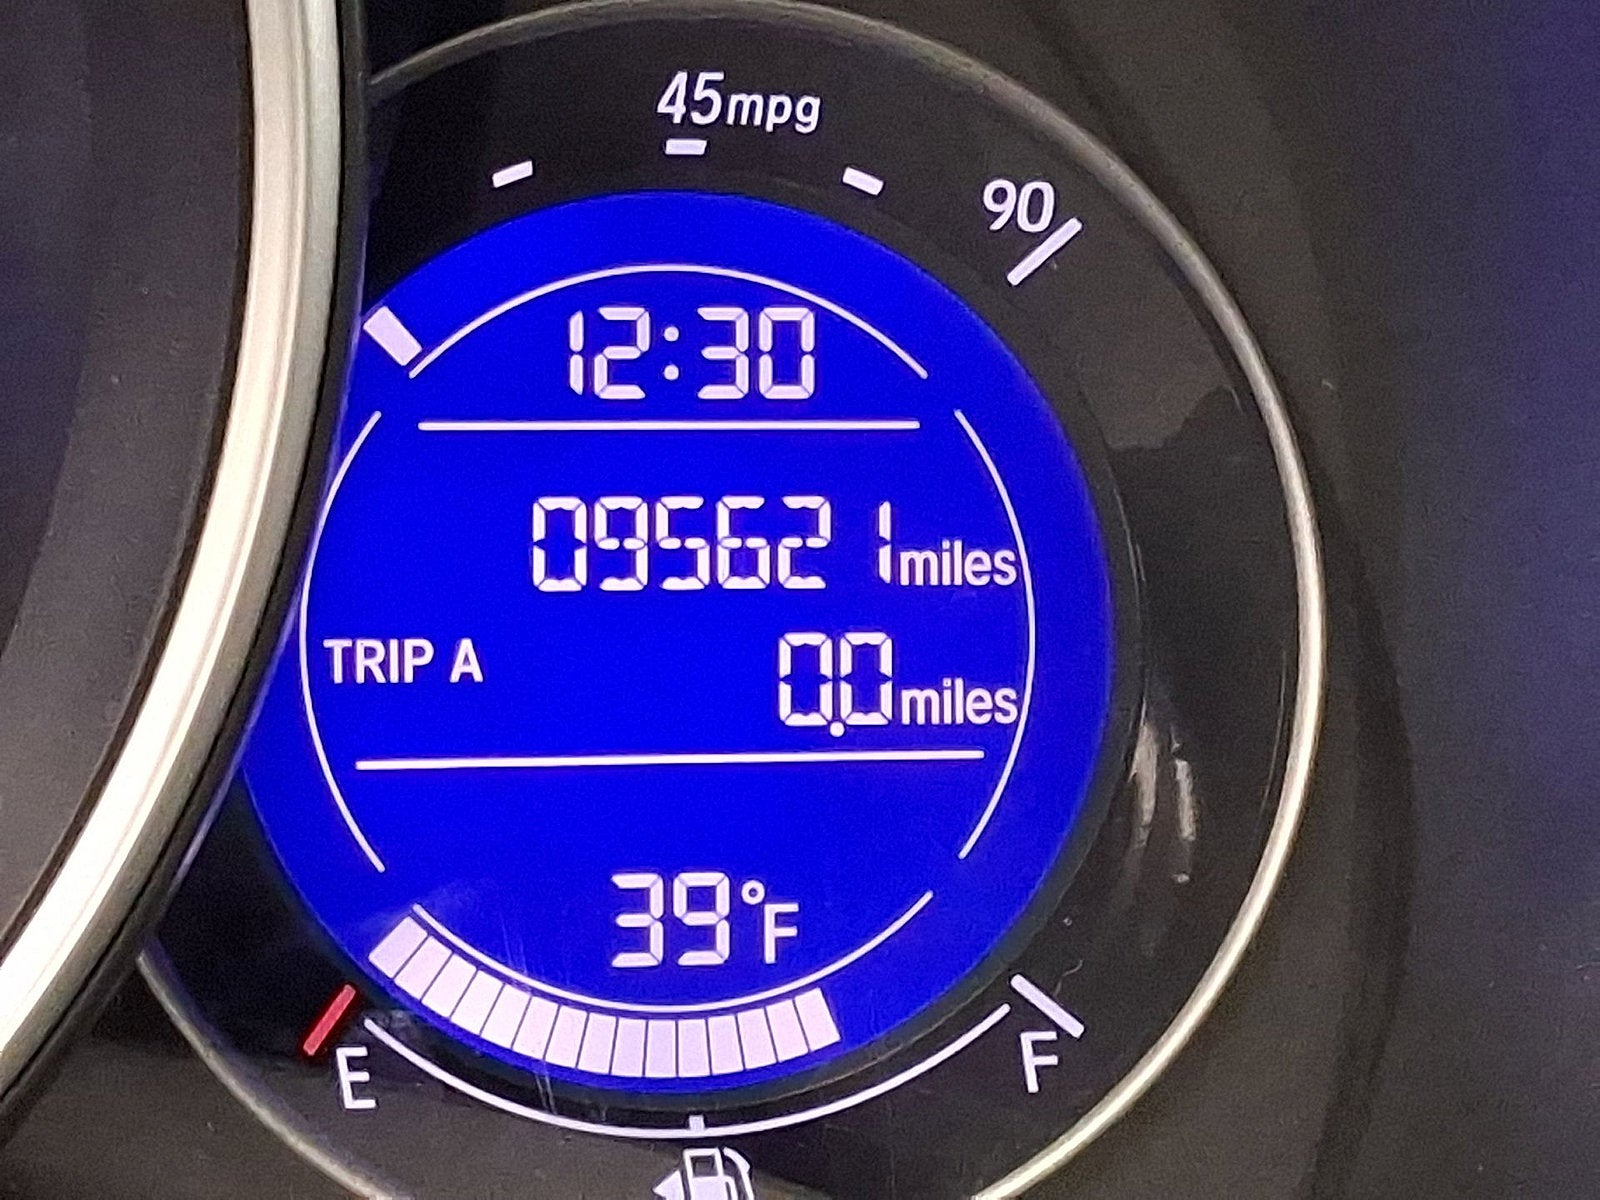 45mpg
90
12:30
095621miles
TRIP A 0.0miles
39°F
E F